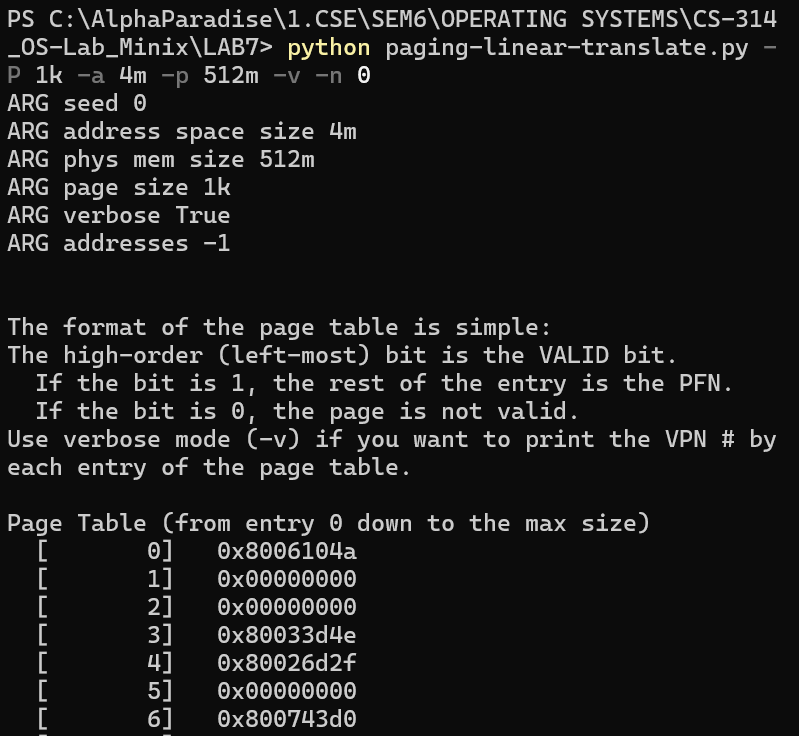 PS C:\AlphaParadise\1.CSE\SEM6\OPERATING SYSTEMS\CS-314
_OS-Lab_Minix\LAB7> python paging-linear-translate.py -
P 1k -a 4m -p 512m -v -n 0
ARG seed 0
ARG address space size 4m
ARG phys mem size 512m
ARG page size 1k
ARG verbose True
ARG addresses -1
The format of the page table is simple:
The high-order (left-most) bit is the VALID bit.
  If the bit is 1, the rest of the entry is the PFN.
  If the bit is 0, the page is not valid.
Use verbose mode (-v) if you want to print the VPN # by
each entry of the page table.
Page Table (from entry 0 down to the max size)
  [       0]   0x8006104a
  [       1]   0x00000000
  [       2]   0x00000000
  [       3]   0x80033d4e
  [       4]   0x80026d2f
  [       5]   0x00000000
  [       6]   0x800743d0